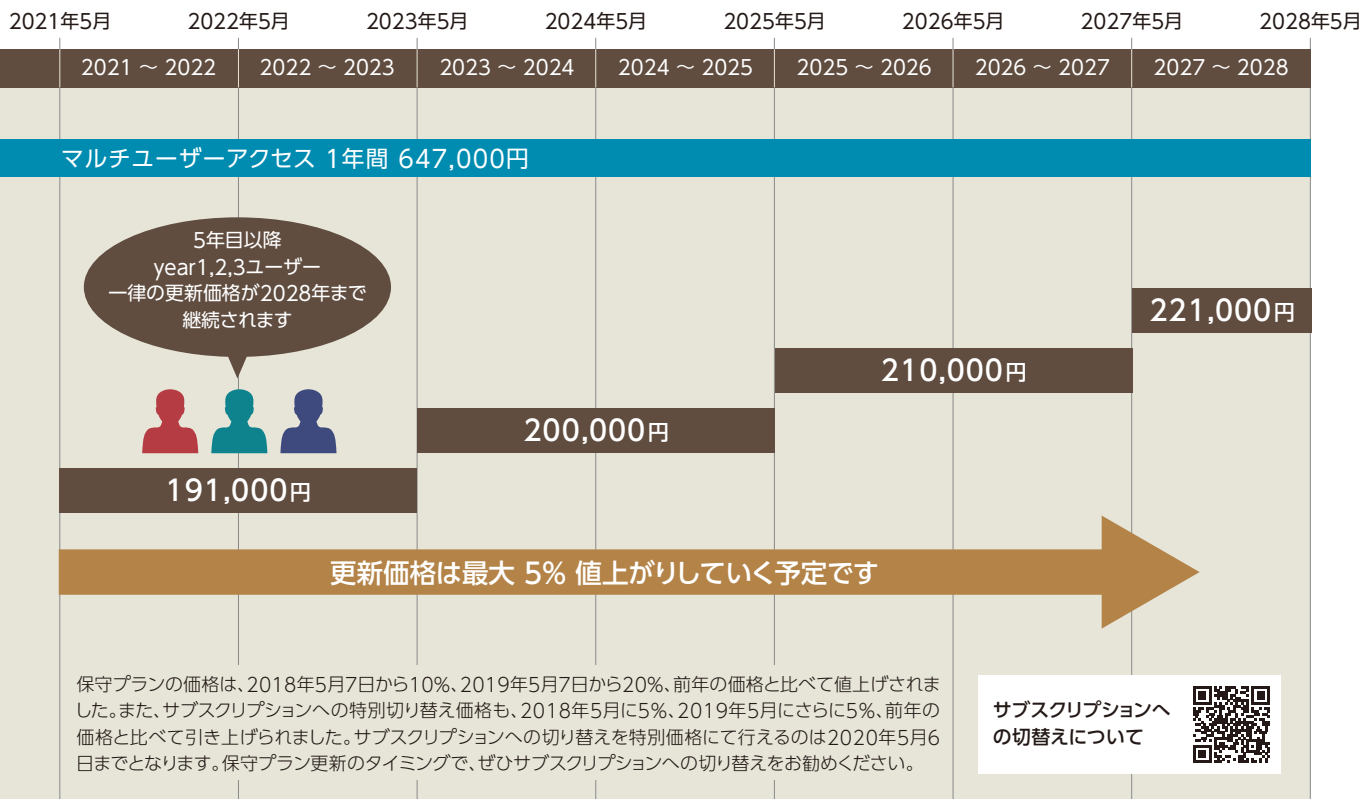 2021年5月 2022年5月 2023年5月 2024年5月 2025年5月 2026年5月 2027年5月 2028年5月
2021 ～ 2022 2022 ～ 2023 2023 ～ 2024 2024 ～ 2025 2025 ～ 2026 2026 ～ 2027 2027 ～ 2028
マルチユーザーアクセス 1年間 647,000円
5年目以降
year1,2,3ユーザー
一律の更新価格が2028年まで
継続されます
221,000円
210,000円
200,000円
191,000円
更新価格は最大 5% 値上がりしていく予定です
保守プランの価格は、2018年5月7日から10%、2019年5月7日から20%、前年の価格と比べて値上げされま
した。また、サブスクリプションへの特別切り替え価格も、2018年5月に5%、2019年5月にさらに5%、前年の
価格と比べて引き上げられました。サブスクリプションへの切り替えを特別価格にて行えるのは2020年5月6
日までとなります。保守プラン更新のタイミングで、ぜひサブスクリプションへの切り替えをお勧めください。
サブスクリプションへ
の切替えについて